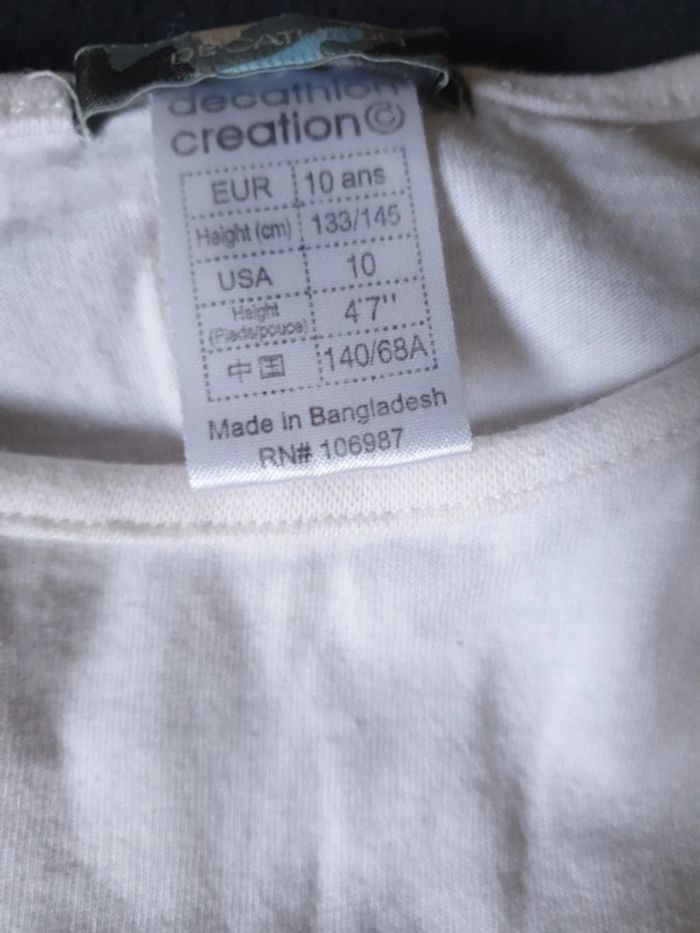 DECATHLON
decathlon
creation
EUR 10 ans
Height (cm) 133/145
USA 10
Height (Pieds/pouce) 4'7''
中国 140/68A
Made in Bangladesh
RN# 106987